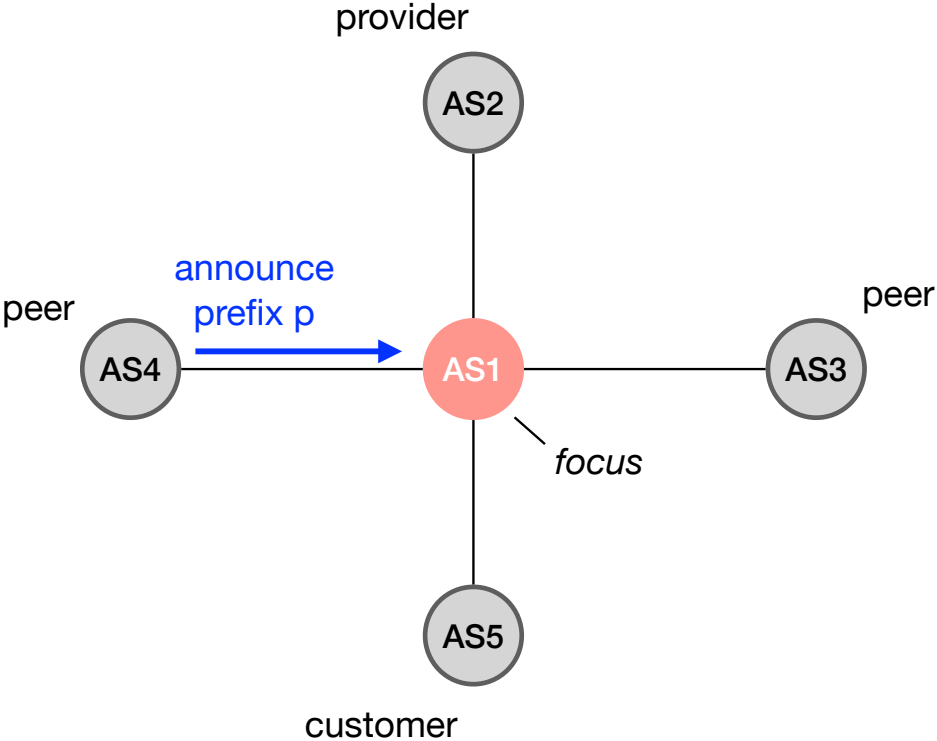 provider
AS2
announce
prefix p
peer
peer
AS4
AS1
AS3
focus
AS5
customer